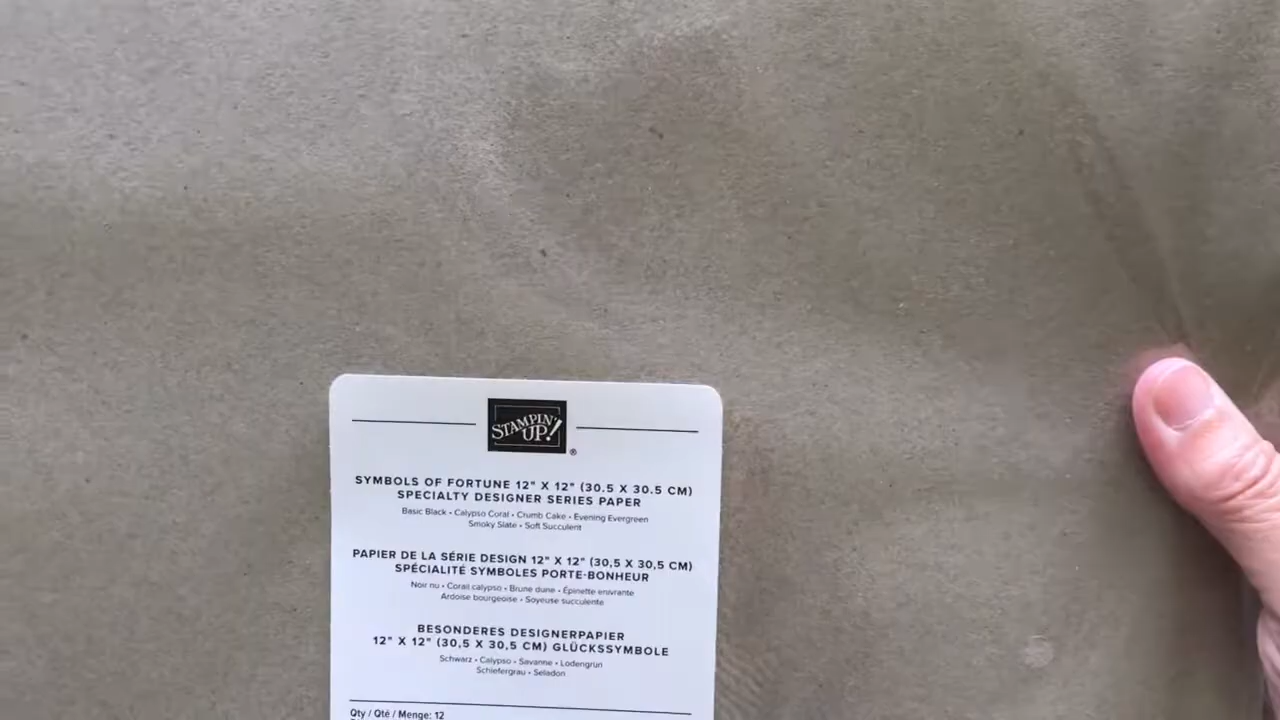 STAMPIN' UP!®
SYMBOLS OF FORTUNE 12" X 12" (30.5 X 30.5 CM)
SPECIALTY DESIGNER SERIES PAPER
Basic Black • Calypso Coral • Crumb Cake • Evening Evergreen
Smoky Slate • Soft Succulent
PAPIER DE LA SÉRIE DESIGN 12" X 12" (30,5 X 30,5 CM)
SPÉCIALITÉ SYMBOLES PORTE-BONHEUR
Noir nu • Corail calypso • Brune dune • Épinette enivrante
Ardoise bourgeoise • Soyeuse succulente
BESONDERES DESIGNERPAPIER
12" X 12" (30,5 X 30,5 CM) GLÜCKSSYMBOLE
Schwarz • Calypso • Savanne • Lodengrün
Schiefergrau • Seladon
Qty / Qté / Menge: 12